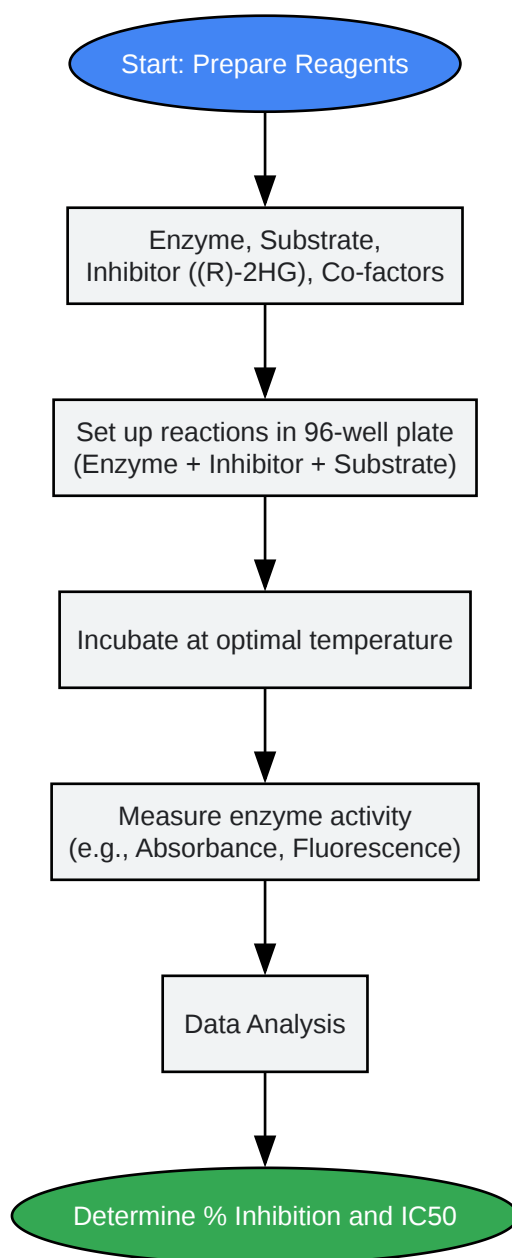 Start: Prepare Reagents
Enzyme, Substrate,
Inhibitor ((R)-2HG), Co-factors
Set up reactions in 96-well plate
(Enzyme + Inhibitor + Substrate)
Incubate at optimal temperature
Measure enzyme activity
(e.g., Absorbance, Fluorescence)
Data Analysis
Determine % Inhibition and IC50